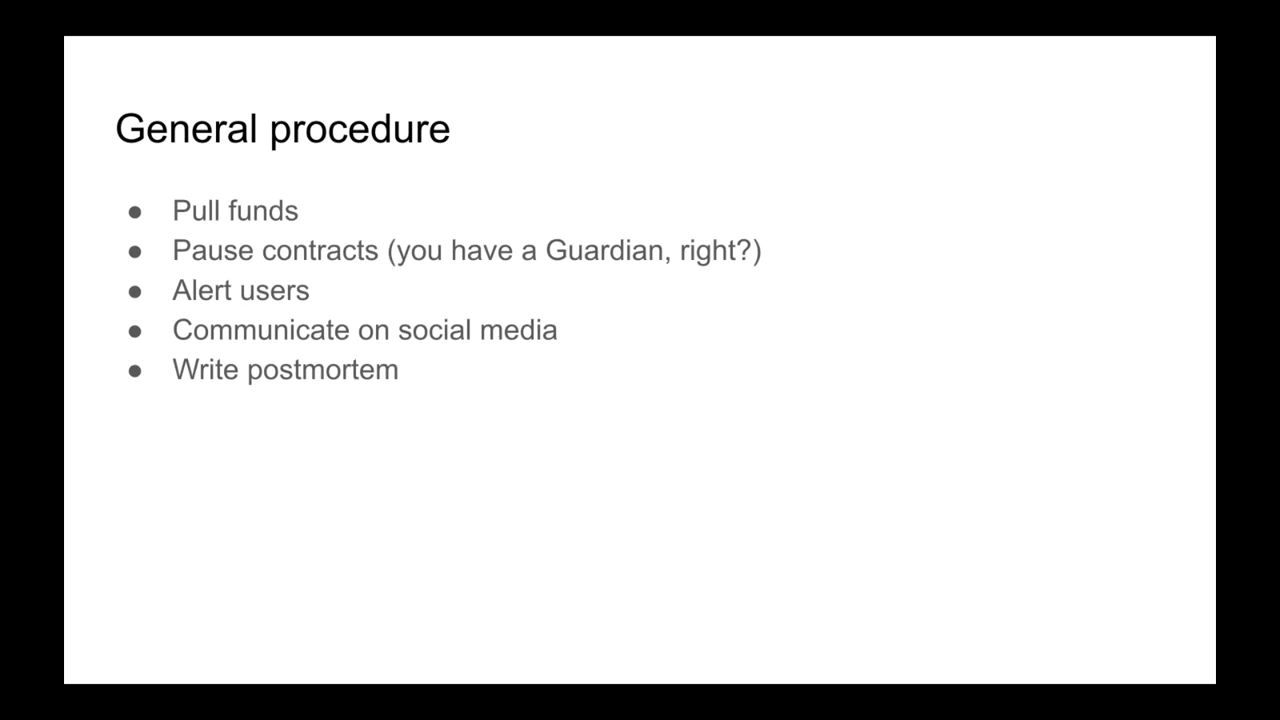 General procedure
● Pull funds
● Pause contracts (you have a Guardian, right?)
● Alert users
● Communicate on social media
● Write postmortem